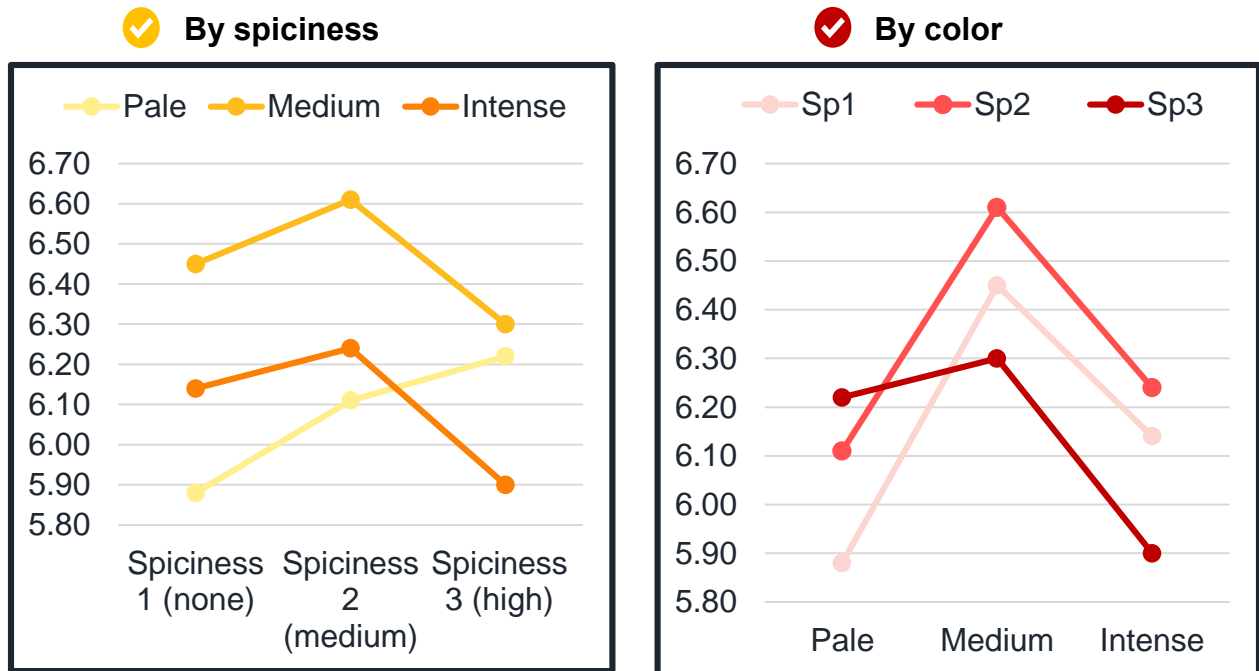 By spiciness
Pale Medium Intense
6.70
6.60
6.50
6.40
6.30
6.20
6.10
6.00
5.90
5.80
Spiciness Spiciness Spiciness
1 (none) 2 3 (high)
(medium)
By color
Sp1 Sp2 Sp3
6.70
6.60
6.50
6.40
6.30
6.20
6.10
6.00
5.90
5.80
Pale Medium Intense